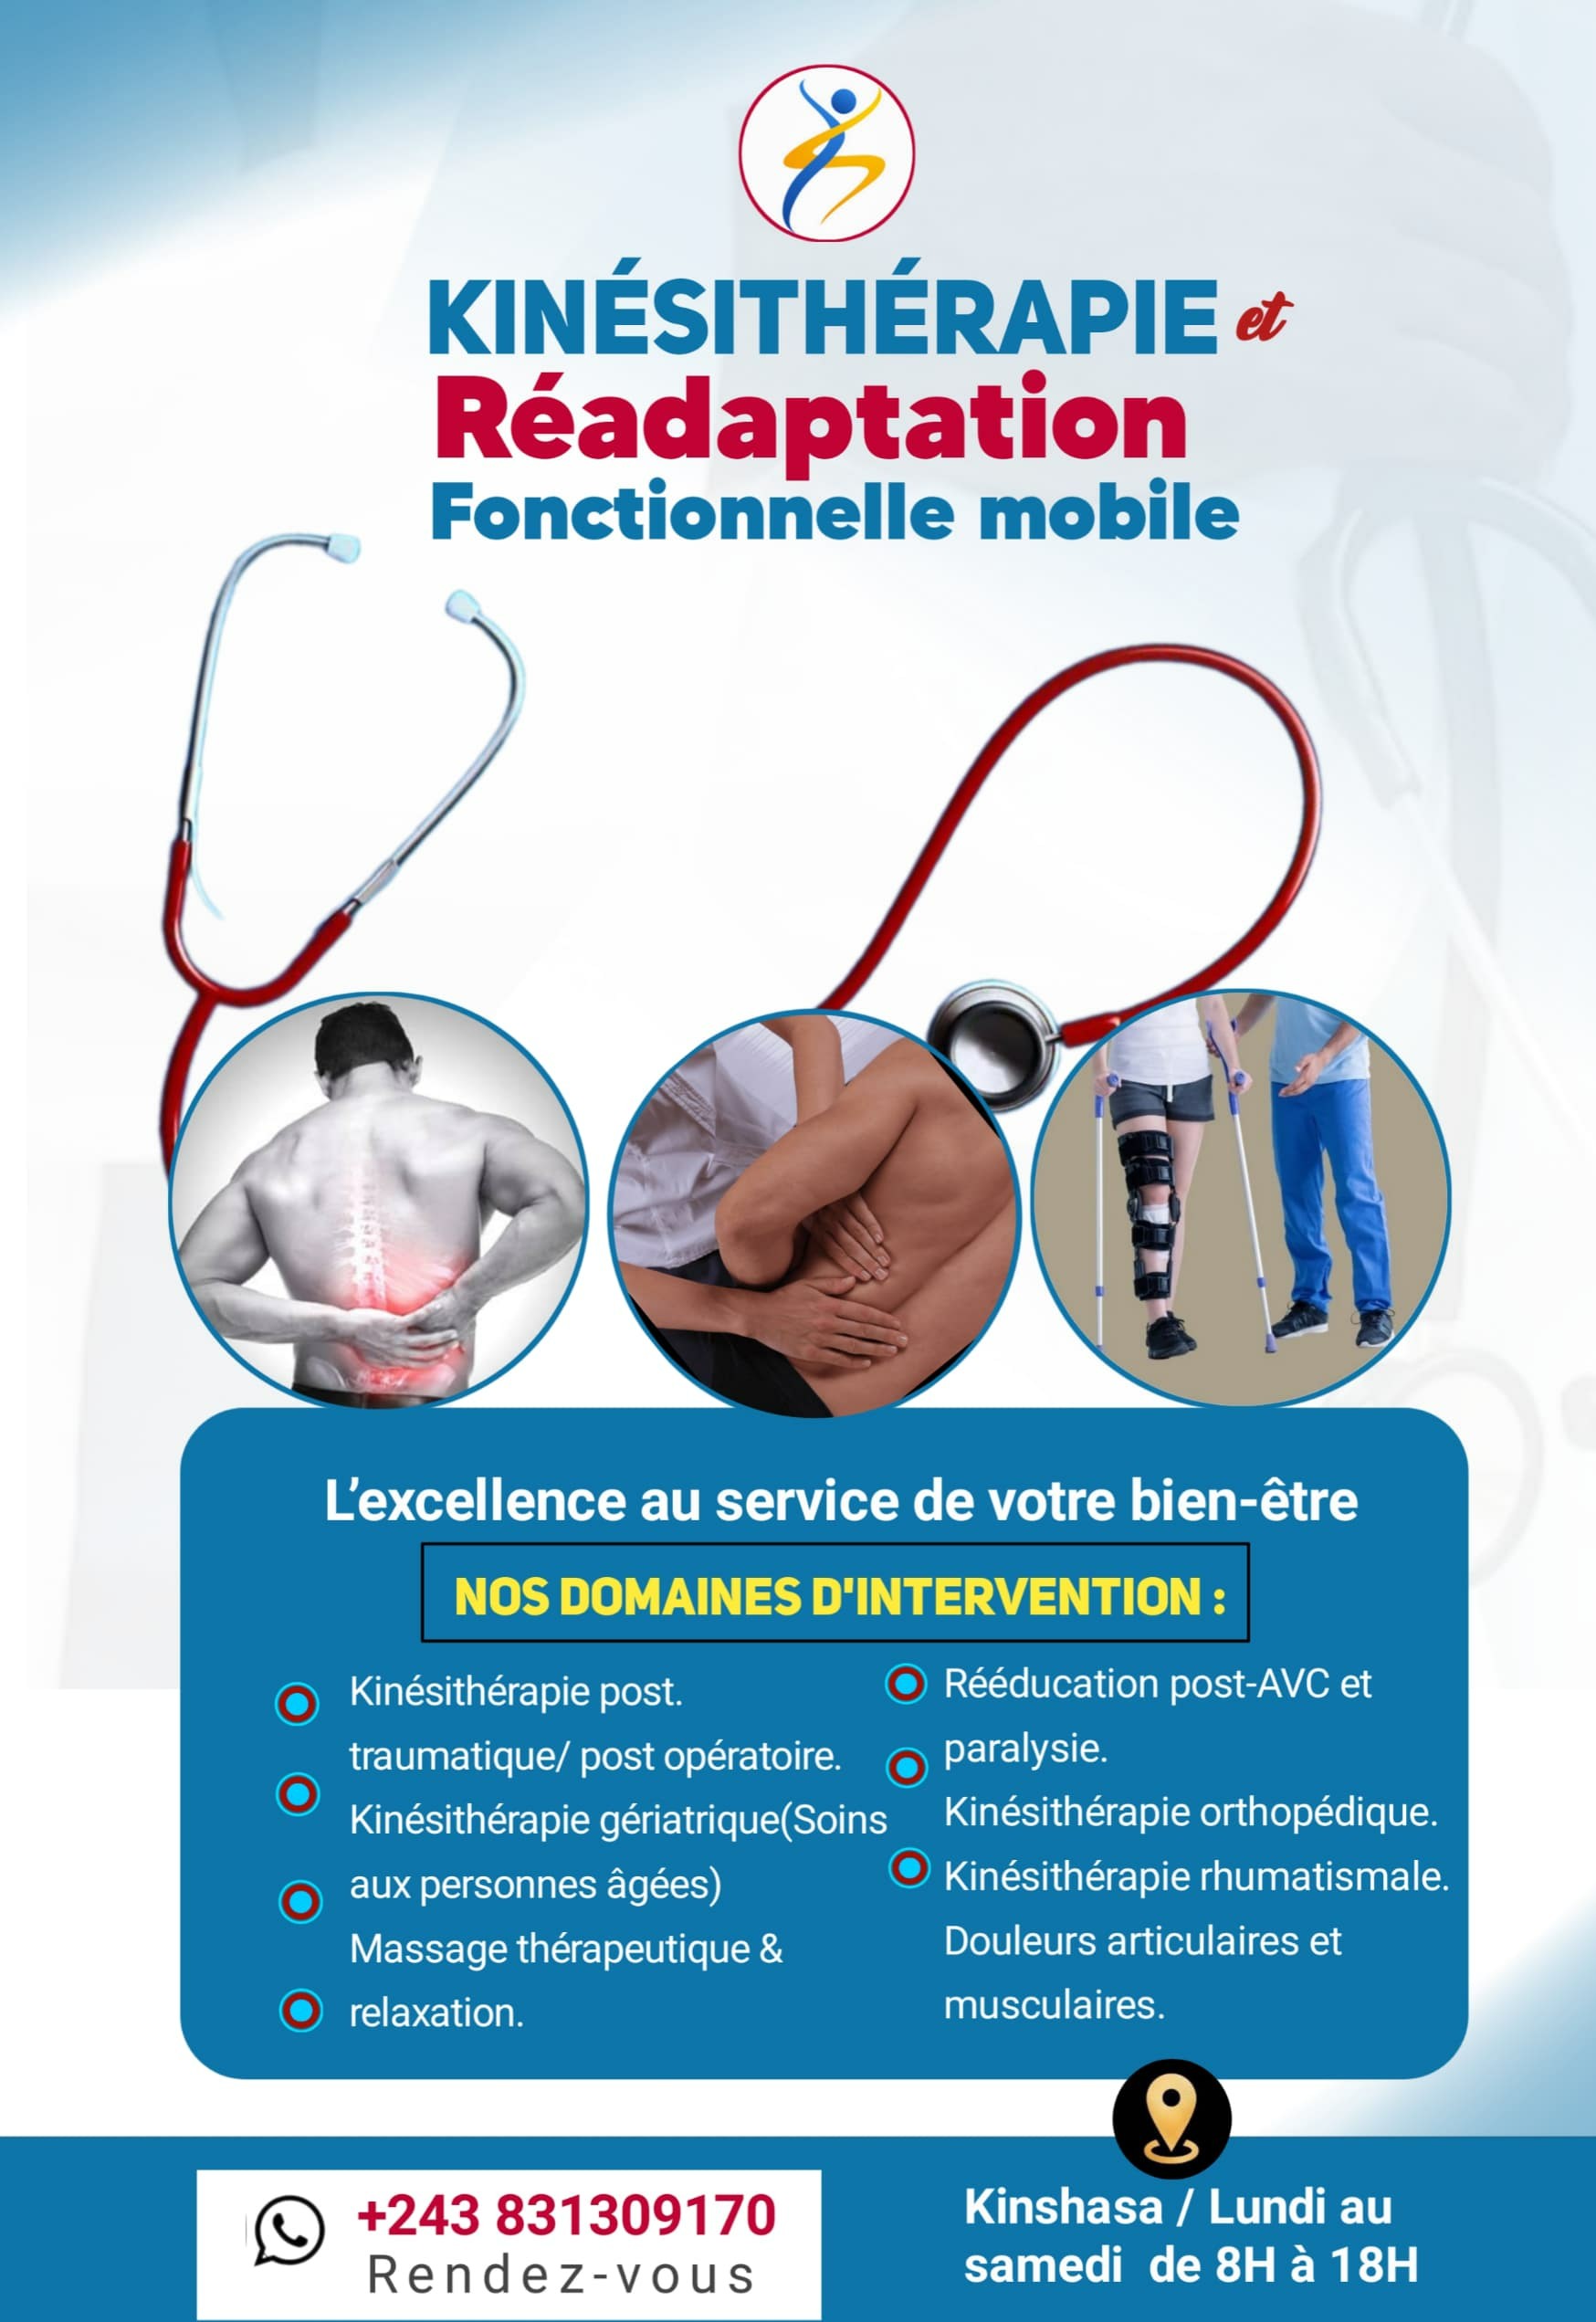 KINÉSITHÉRAPIE et
Réadaptation
Fonctionnelle mobile
L’excellence au service de votre bien-être
NOS DOMAINES D'INTERVENTION :
Kinésithérapie post.
traumatique/ post opératoire.
Kinésithérapie gériatrique(Soins
aux personnes âgées)
Massage thérapeutique &
relaxation.
Rééducation post-AVC et
paralysie.
Kinésithérapie orthopédique.
Kinésithérapie rhumatismale.
Douleurs articulaires et
musculaires.
+243 831309170
Rendez-vous
Kinshasa / Lundi au
samedi de 8H à 18H